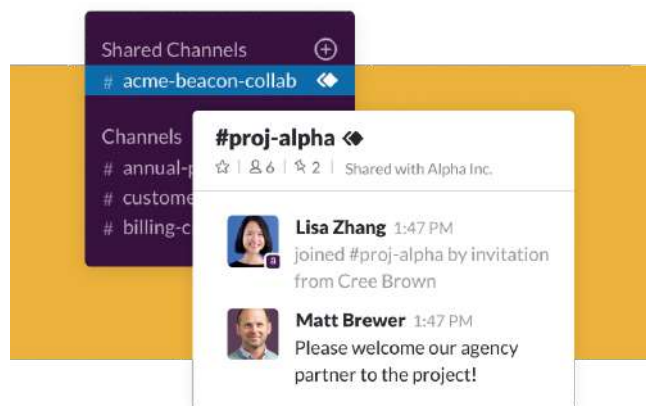 Shared Channels
# acme-beacon-collab
Channels
# annual-p
# custome
# billing-c
#proj-alpha
6 | 2 | Shared with Alpha Inc.
Lisa Zhang 1:47 PM
a
joined #proj-alpha by invitation
from Cree Brown
Matt Brewer 1:47 PM
Please welcome our agency
partner to the project!